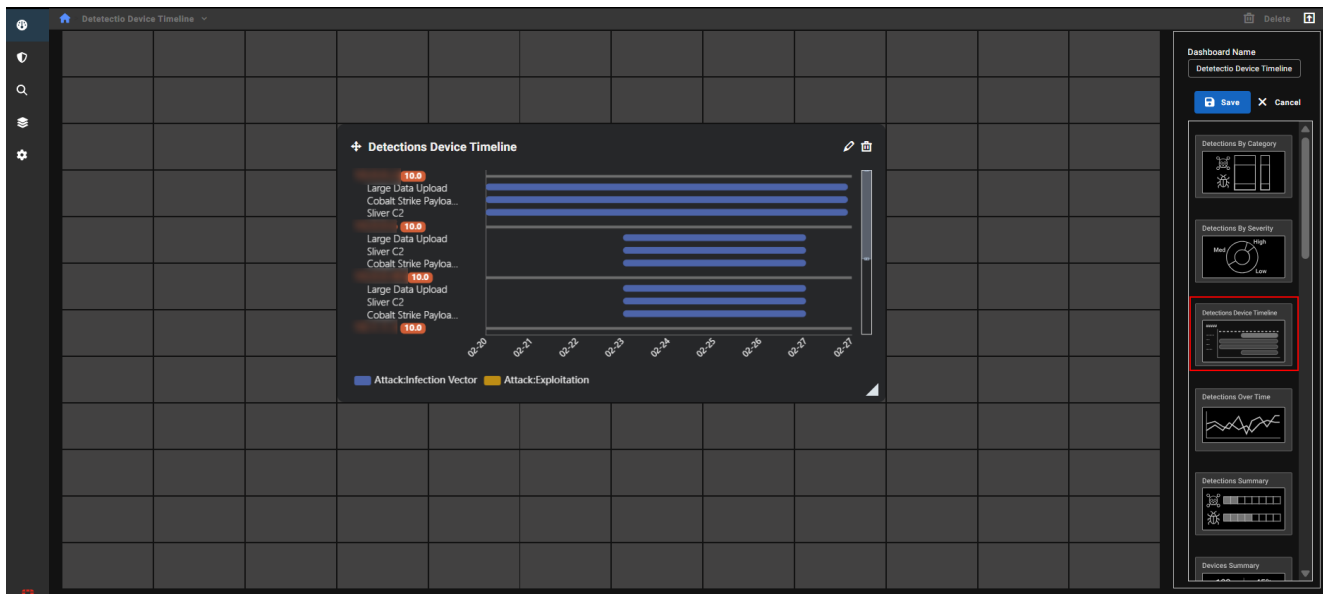 Detetectio Device Timeline
Delete
Dashboard Name
Detetectio Device Timeline
Save
Cancel
Detections Device Timeline
10.0
Large Data Upload
Cobalt Strike Payloa...
Sliver C2
10.0
Large Data Upload
Sliver C2
Cobalt Strike Payloa...
10.0
Large Data Upload
Sliver C2
Cobalt Strike Payloa...
10.0
02-20 02-21 02-22 02-23 02-24 02-25 02-26 02-27 02-27
Attack:Infection Vector Attack:Exploitation
Detections By Category
Detections By Severity
Med High
Low
Detections Device Timeline
Detections Over Time
Detections Summary
Devices Summary